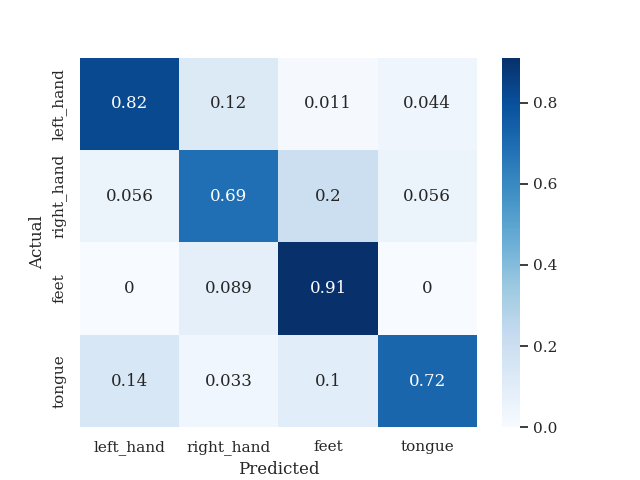 left_hand
0.82 0.12 0.011 0.044
right_hand
0.056 0.69 0.2 0.056
feet
0 0.089 0.91 0
tongue
0.14 0.033 0.1 0.72
Actual
left_hand right_hand feet tongue
Predicted
0.8
0.6
0.4
0.2
0.0